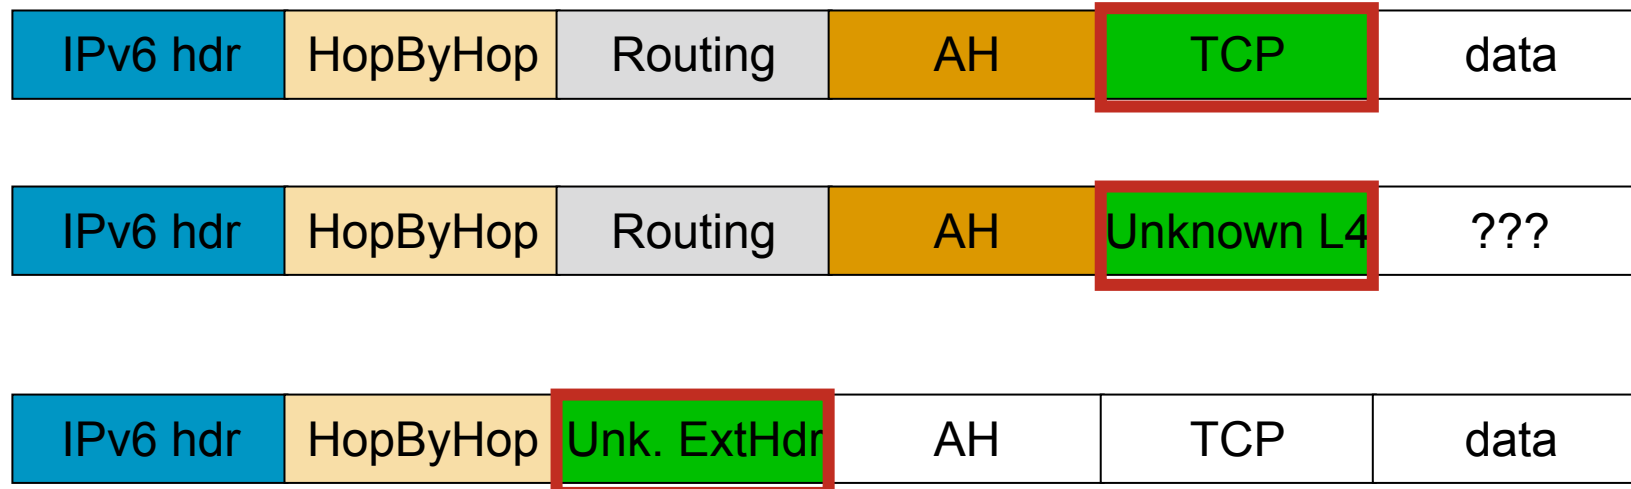 IPv6 hdr HopByHop Routing AH TCP data
IPv6 hdr HopByHop Routing AH Unknown L4 ???
IPv6 hdr HopByHop Unk. ExtHdr AH TCP data